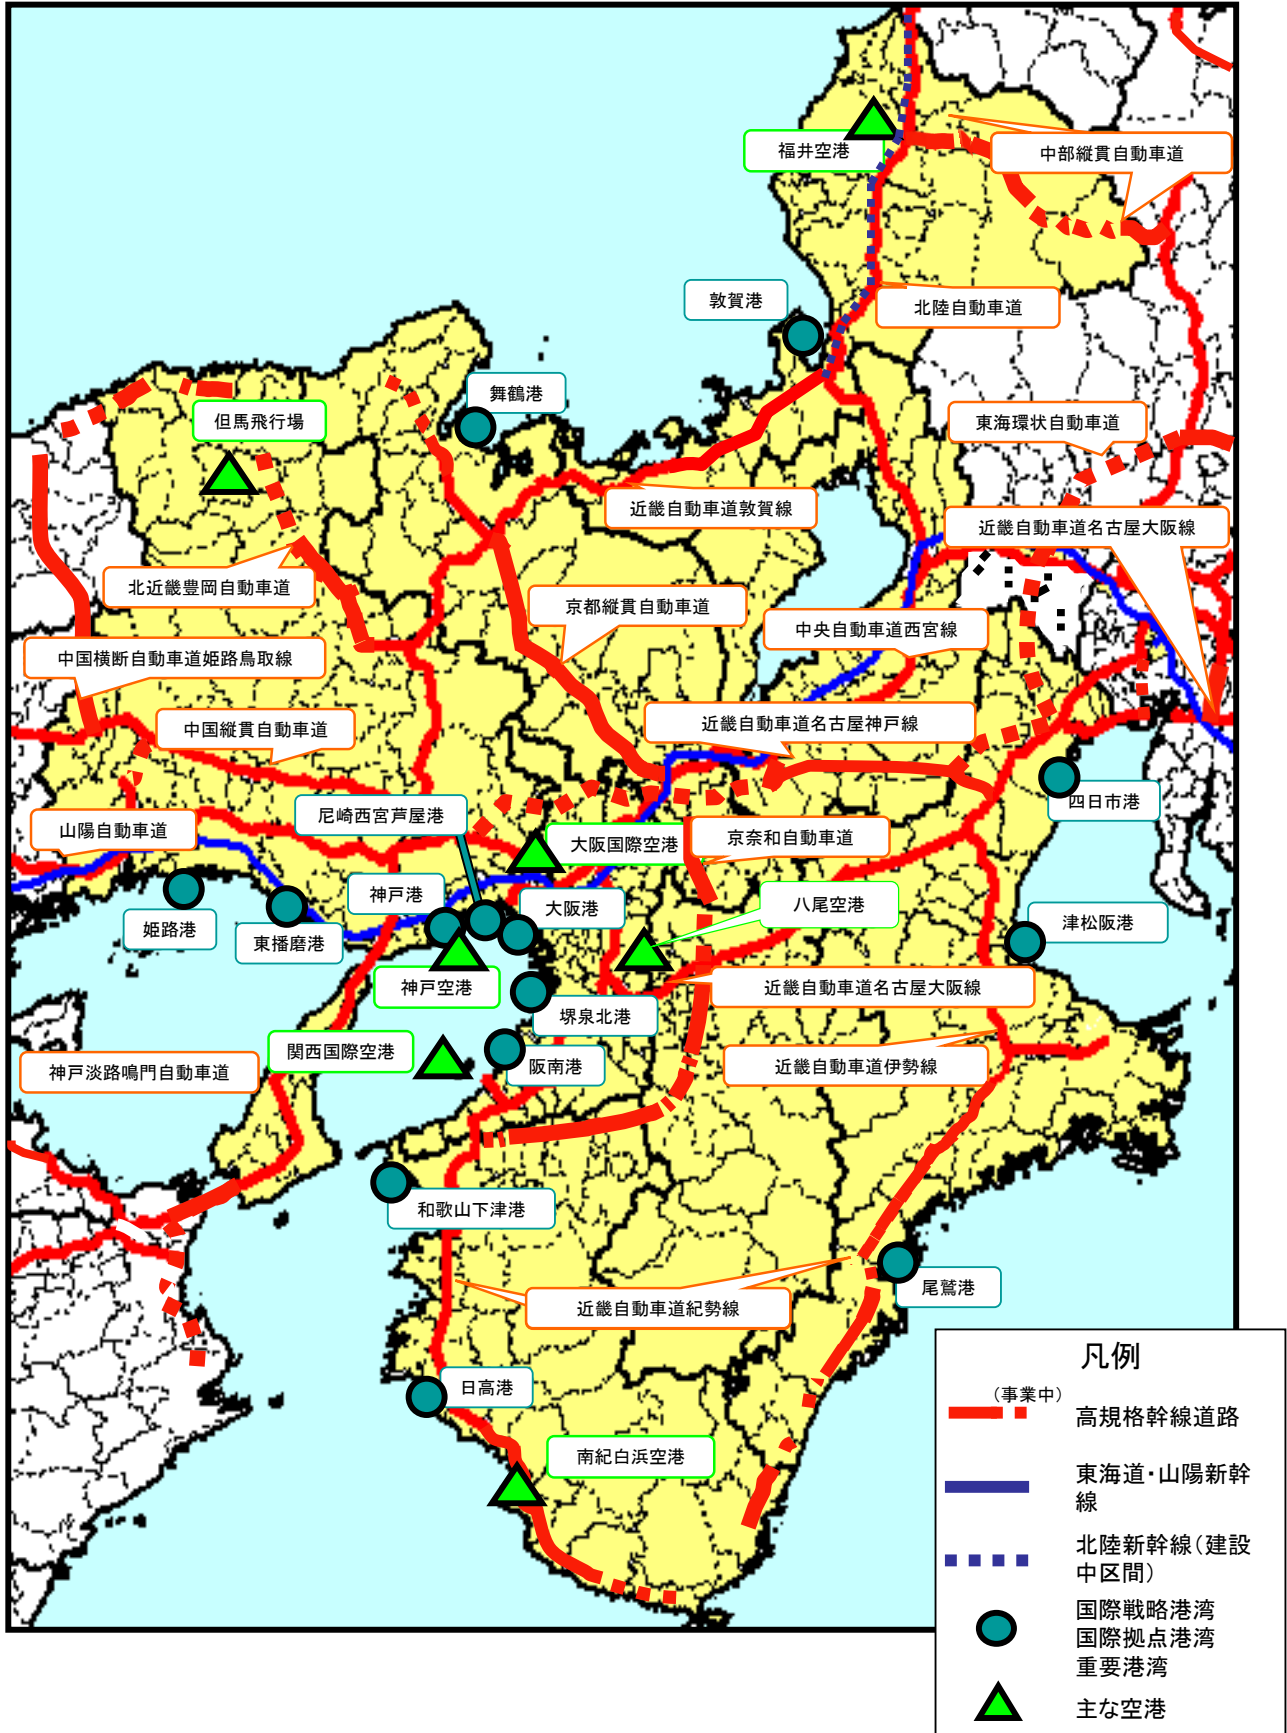 福井空港
中部縦貫自動車道
敦賀港
北陸自動車道
舞鶴港
但馬飛行場
東海環状自動車道
近畿自動車道敦賀線
近畿自動車道名古屋大阪線
北近畿豊岡自動車道
京都縦貫自動車道
中央自動車道西宮線
中国横断自動車道姫路鳥取線
中国縦貫自動車道
近畿自動車道名古屋神戸線
四日市港
尼崎西宮芦屋港
山陽自動車道
大阪国際空港
京奈和自動車道
神戸港
大阪港
八尾空港
姫路港
東播磨港
津松阪港
神戸空港
近畿自動車道名古屋大阪線
堺泉北港
関西国際空港
阪南港
近畿自動車道伊勢線
神戸淡路鳴門自動車道
和歌山下津港
尾鷲港
近畿自動車道紀勢線
日高港
南紀白浜空港
凡例
(事業中)
高規格幹線道路
東海道・山陽新幹
線
北陸新幹線(建設
中区間)
国際戦略港湾
国際拠点港湾
重要港湾
主な空港